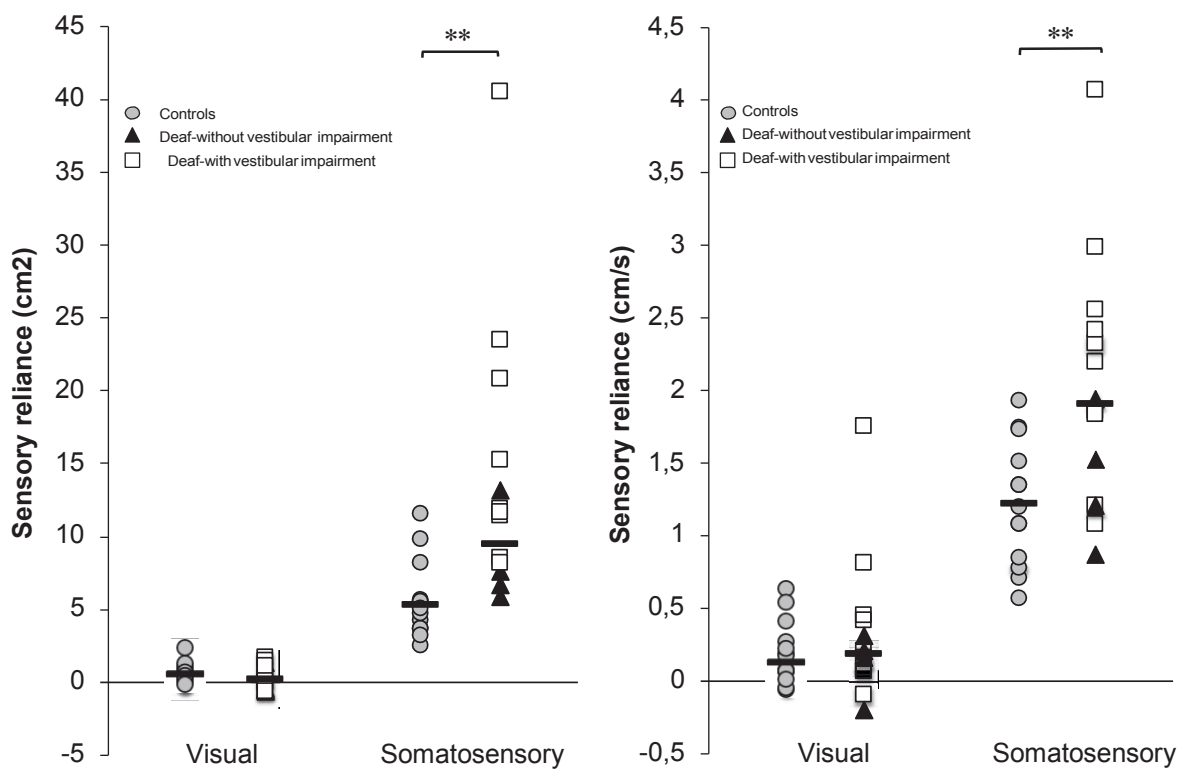 Sensory reliance (cm2)
45
40
35
30
25
20
15
10
5
0
-5
**
Controls
Deaf-without vestibular impairment
Deaf-with vestibular impairment
Visual
Somatosensory
Sensory reliance (cm/s)
4,5
4
3,5
3
2,5
2
1,5
1
0,5
0
-0,5
**
Controls
Deaf-without vestibular impairment
Deaf-with vestibular impairment
Visual
Somatosensory